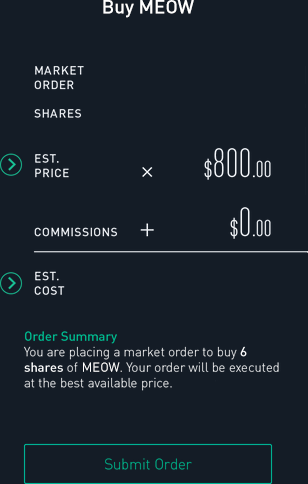 Buy MEOW
MARKET
ORDER
SHARES
EST.
PRICE × $800.00
COMMISSIONS + $0.00
EST.
COST
Order Summary
You are placing a market order to buy 6
shares of MEOW. Your order will be executed
at the best available price.
Submit Order